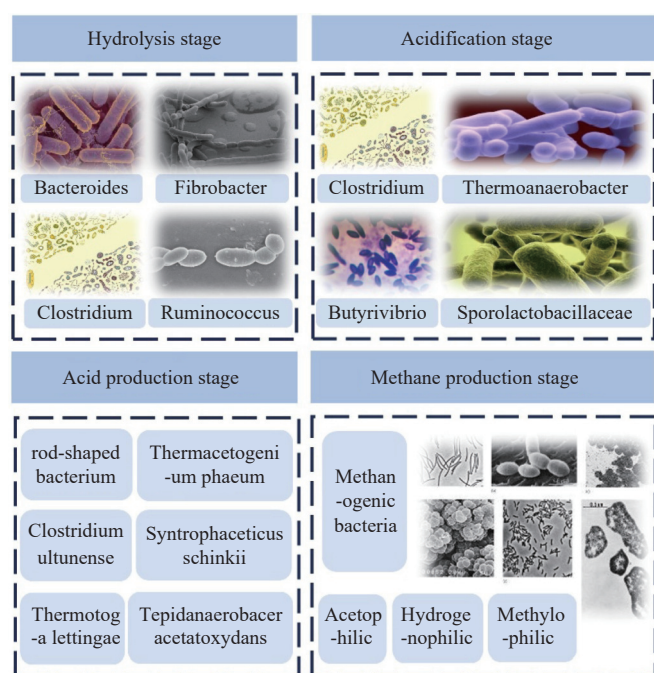 Hydrolysis stage
Acidification stage
Bacteroides
Fibrobacter
Clostridium
Thermoanaerobacter
Clostridium
Ruminococcus
Butyrivibrio
Sporolactobacillaceae
Acid production stage
Methane production stage
rod-shaped
bacterium
Thermacetogeni
-um phaeum
Clostridium
ultunense
Syntrophaceticus
schinkii
Thermotog
-a lettingae
Tepidanaerobacer
acetatoxydans
Methan
-ogenic
bacteria
Acetop
-hilic
Hydroge
-nophilic
Methylo
-philic